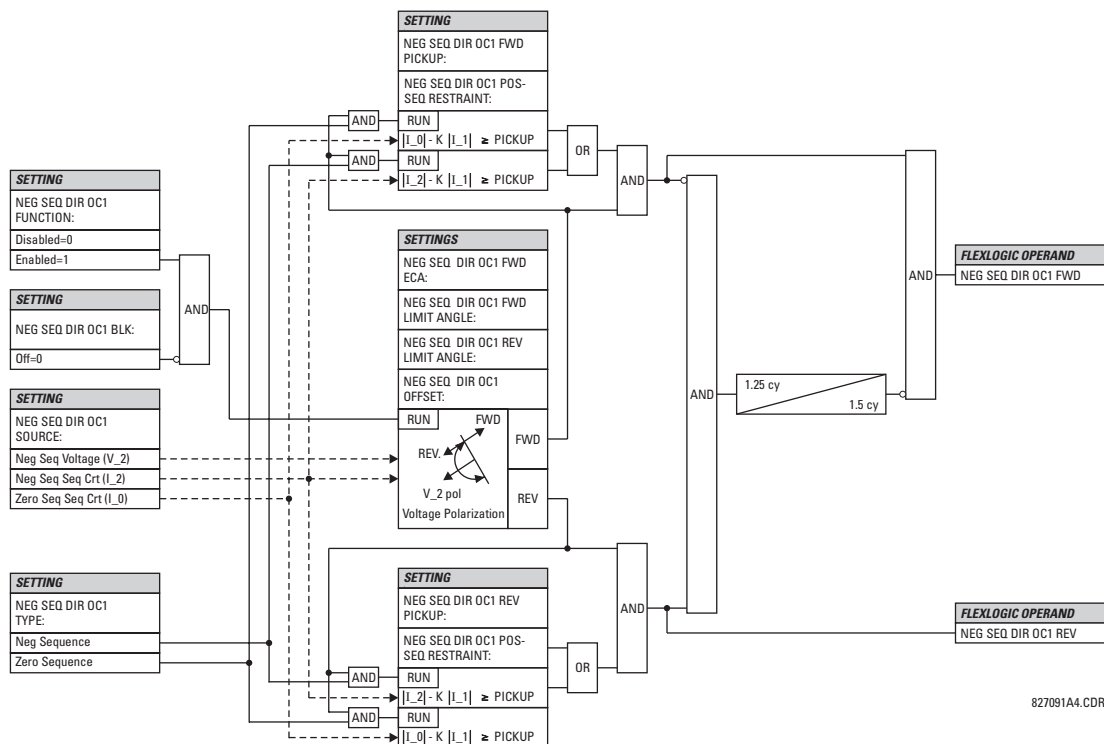 SETTING
NEG SEQ DIR OC1 FWD
PICKUP:
NEG SEQ DIR OC1 POS-
SEQ RESTRAINT:
AND
RUN
|I_0| - K |I_1| ≥ PICKUP
AND
RUN
|I_2| - K |I_1| ≥ PICKUP
OR
AND
SETTING
NEG SEQ DIR OC1
FUNCTION:
Disabled=0
Enabled=1
SETTING
NEG SEQ DIR OC1 BLK:
Off=0
AND
SETTING
NEG SEQ DIR OC1
SOURCE:
Neg Seq Voltage (V_2)
Neg Seq Seq Crt (I_2)
Zero Seq Seq Crt (I_0)
SETTING
NEG SEQ DIR OC1
TYPE:
Neg Sequence
Zero Sequence
SETTINGS
NEG SEQ DIR OC1 FWD
ECA:
NEG SEQ DIR OC1 FWD
LIMIT ANGLE:
NEG SEQ DIR OC1 REV
LIMIT ANGLE:
NEG SEQ DIR OC1
OFFSET:
RUN
FWD
REV.
V_2 pol
Voltage Polarization
FWD
REV
AND
1.25 cy
1.5 cy
AND
FLEXLOGIC OPERAND
NEG SEQ DIR OC1 FWD
SETTING
NEG SEQ DIR OC1 REV
PICKUP:
NEG SEQ DIR OC1 POS-
SEQ RESTRAINT:
AND
RUN
|I_2| - K |I_1| ≥ PICKUP
AND
RUN
|I_0| - K |I_1| ≥ PICKUP
OR
AND
FLEXLOGIC OPERAND
NEG SEQ DIR OC1 REV
827091A4.CDR